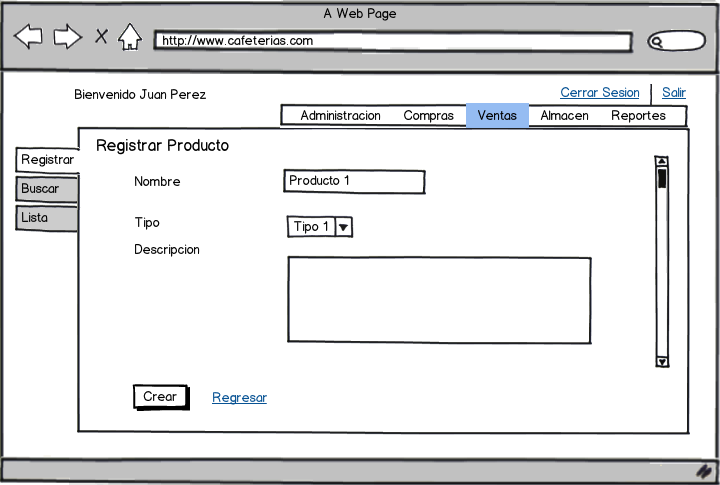 A Web Page
http://www.cafeterias.com
Bienvenido Juan Perez
Cerrar Sesion
Salir
Administracion Compras Ventas Almacen Reportes
Registrar
Buscar
Lista
Registrar Producto
Nombre
Producto 1
Tipo
Tipo 1
Descripcion
Crear
Regresar